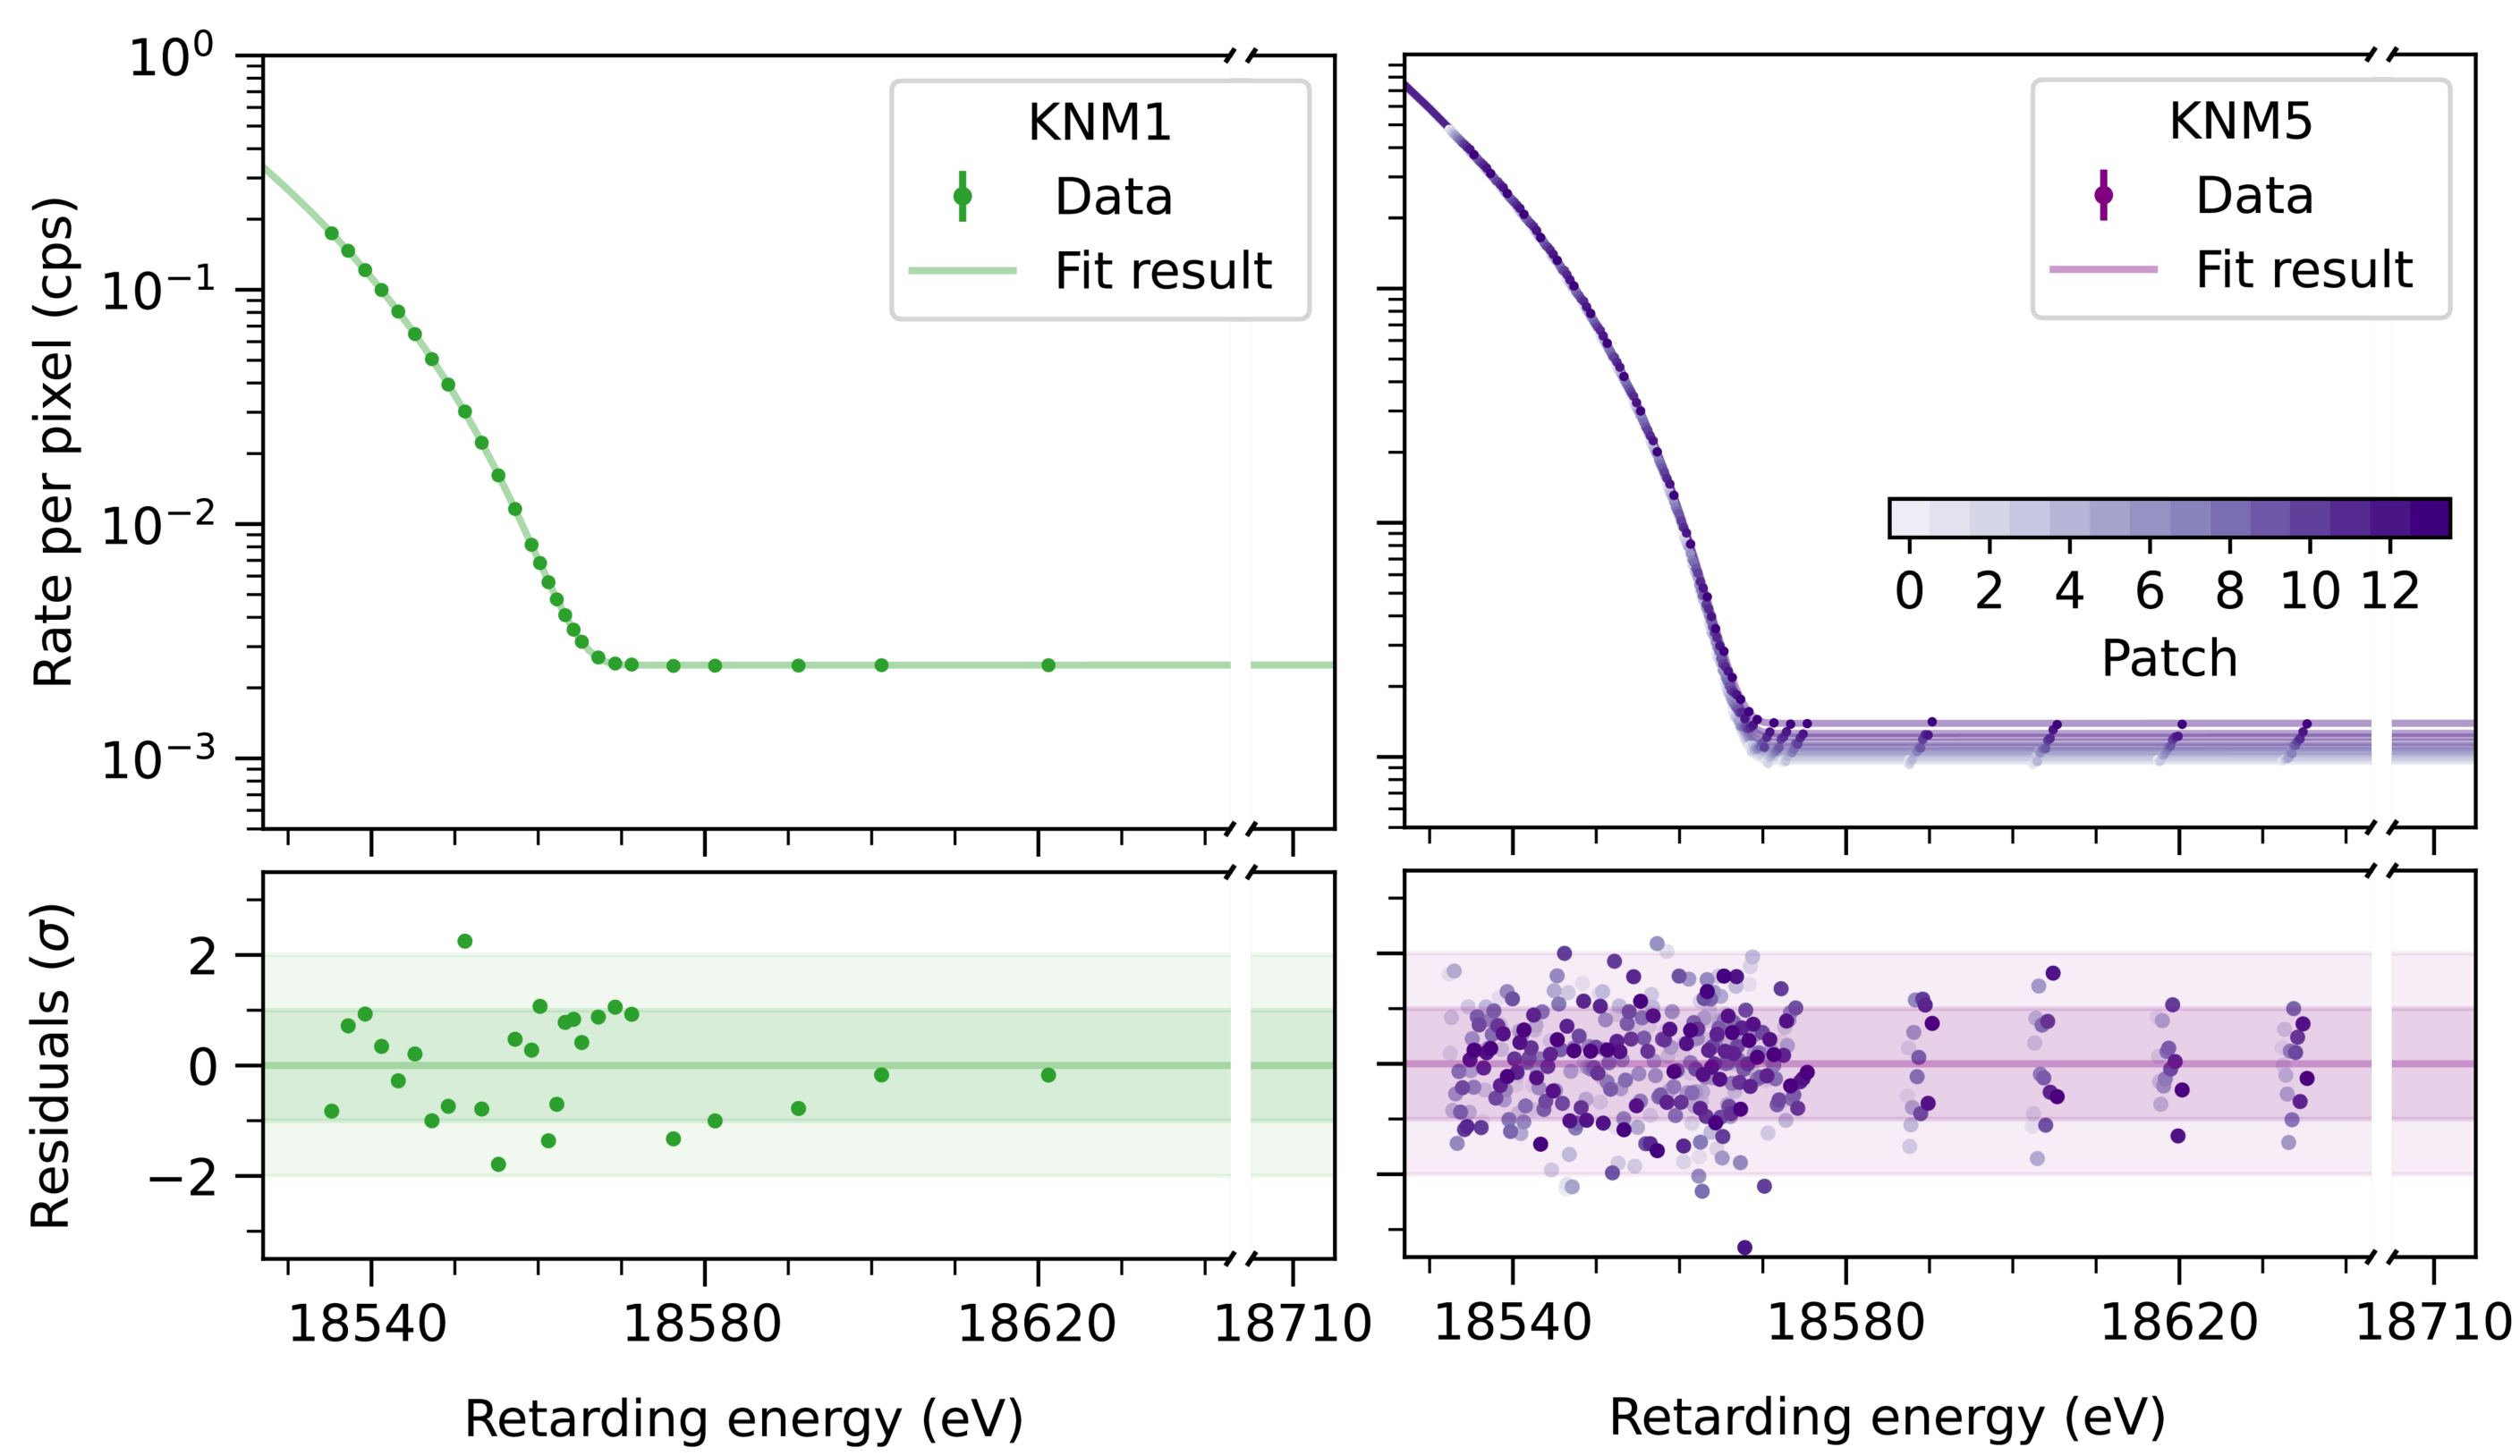 10⁰
10⁻¹
10⁻²
10⁻³
Rate per pixel (cps)
KNM1
Data
Fit result
KNM5
Data
Fit result
0 2 4 6 8 10 12
Patch
2
0
−2
Residuals (σ)
18540 18580 18620 18710
Retarding energy (eV)
18540 18580 18620 18710
Retarding energy (eV)